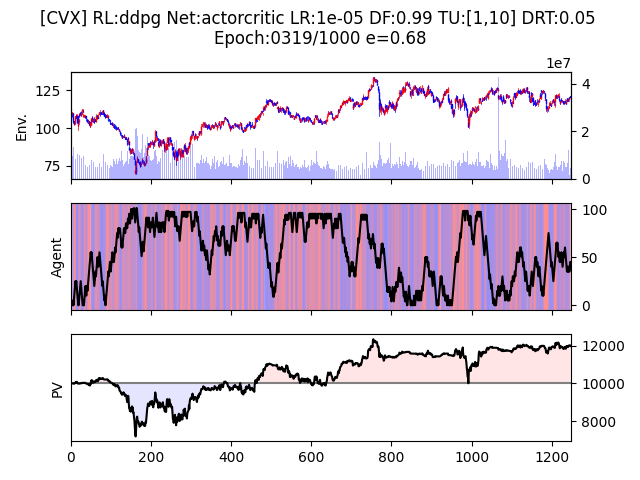 [CVX] RL:ddpg Net:actorcritic LR:1e-05 DF:0.99 TU:[1,10] DRT:0.05
Epoch:0319/1000 e=0.68
1e7
125
100
75
Env.
4
2
0
Agent
100
50
0
PV
12000
10000
8000
0 200 400 600 800 1000 1200